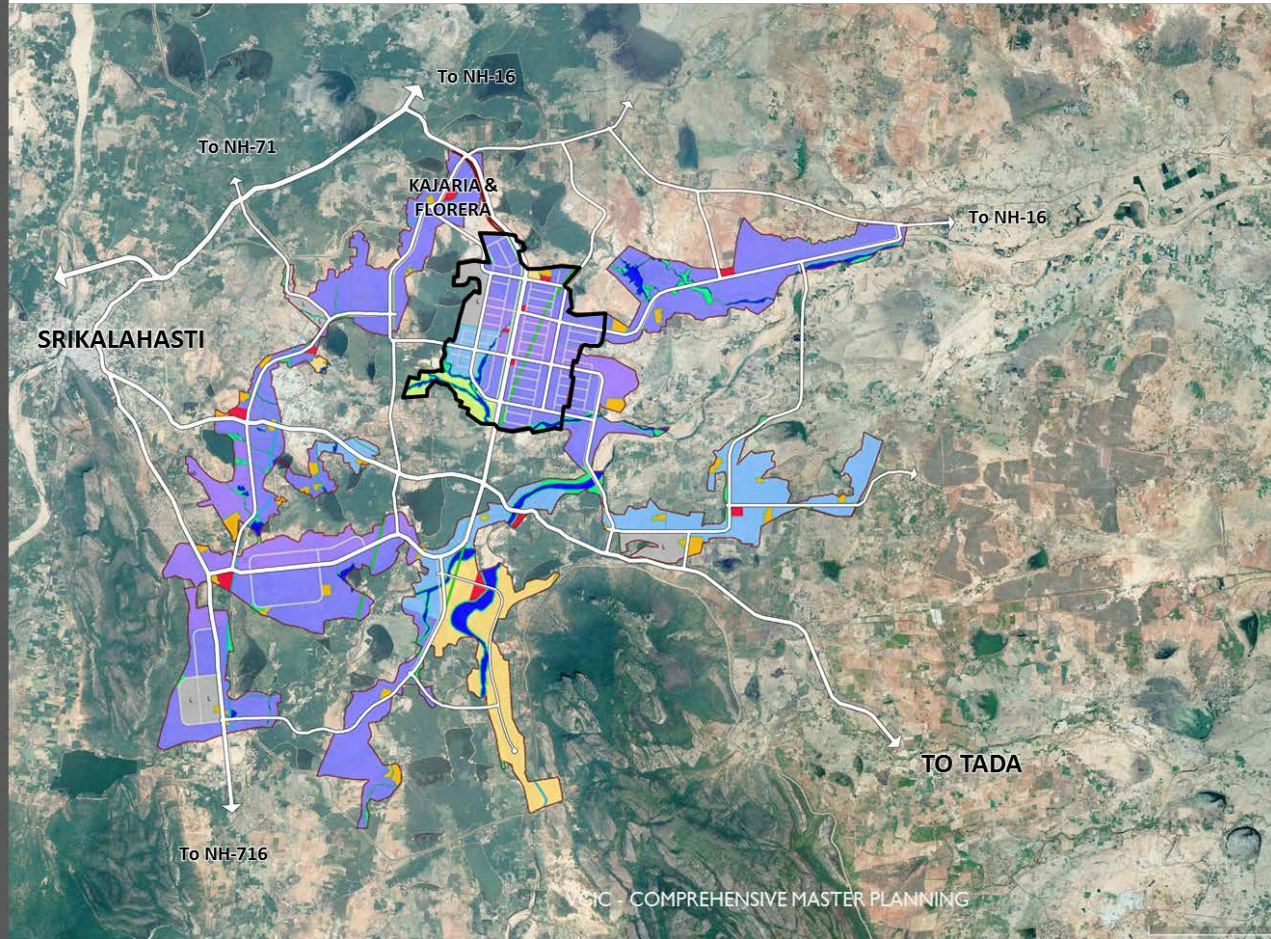 To NH-16
To NH-71
KAJARIA &
FLORERA
To NH-16
SRIKALAHASTI
L
L
L L
TO TADA
To NH-716
VCIC - COMPREHENSIVE MASTER PLANNING